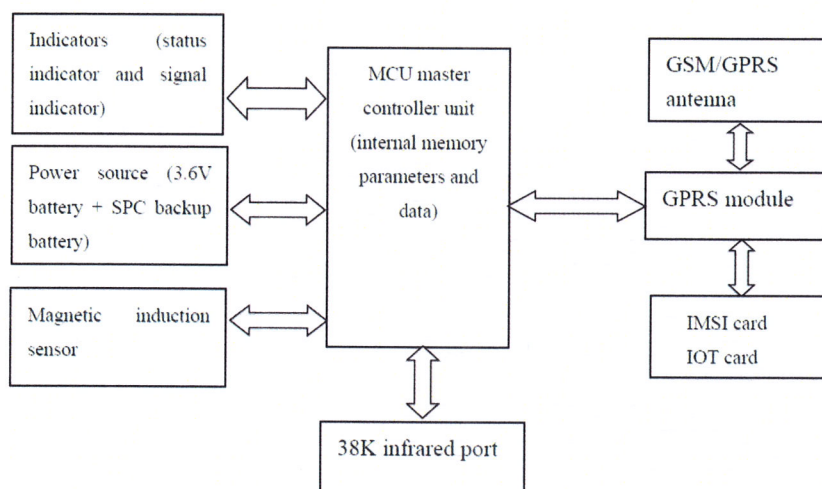 Indicators (status
indicator and signal
indicator)
Power source (3.6V
battery + SPC backup
battery)
Magnetic induction
sensor
MCU master
controller unit
(internal memory
parameters and
data)
38K infrared port
GSM/GPRS
antenna
GPRS module
IMSI card
IOT card